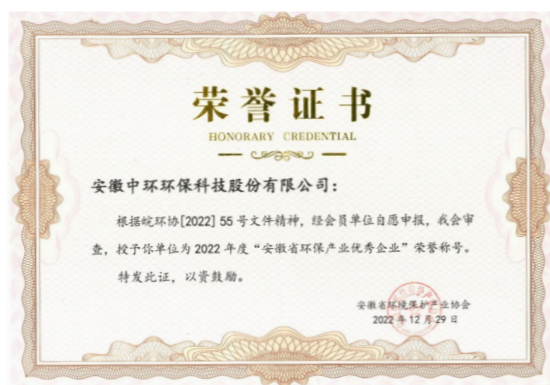 荣誉证书
HONORARY CREDENTIAL
安徽中环环保科技股份有限公司：
根据皖环协[2022] 55号文件精神，经会员单位自愿申报，我会审
查，授予你单位为2022年度“安徽省环保产业优秀企业”荣誉称号。
特发此证，以资鼓励。
安徽省环境保护产业协会
2022年12月29日